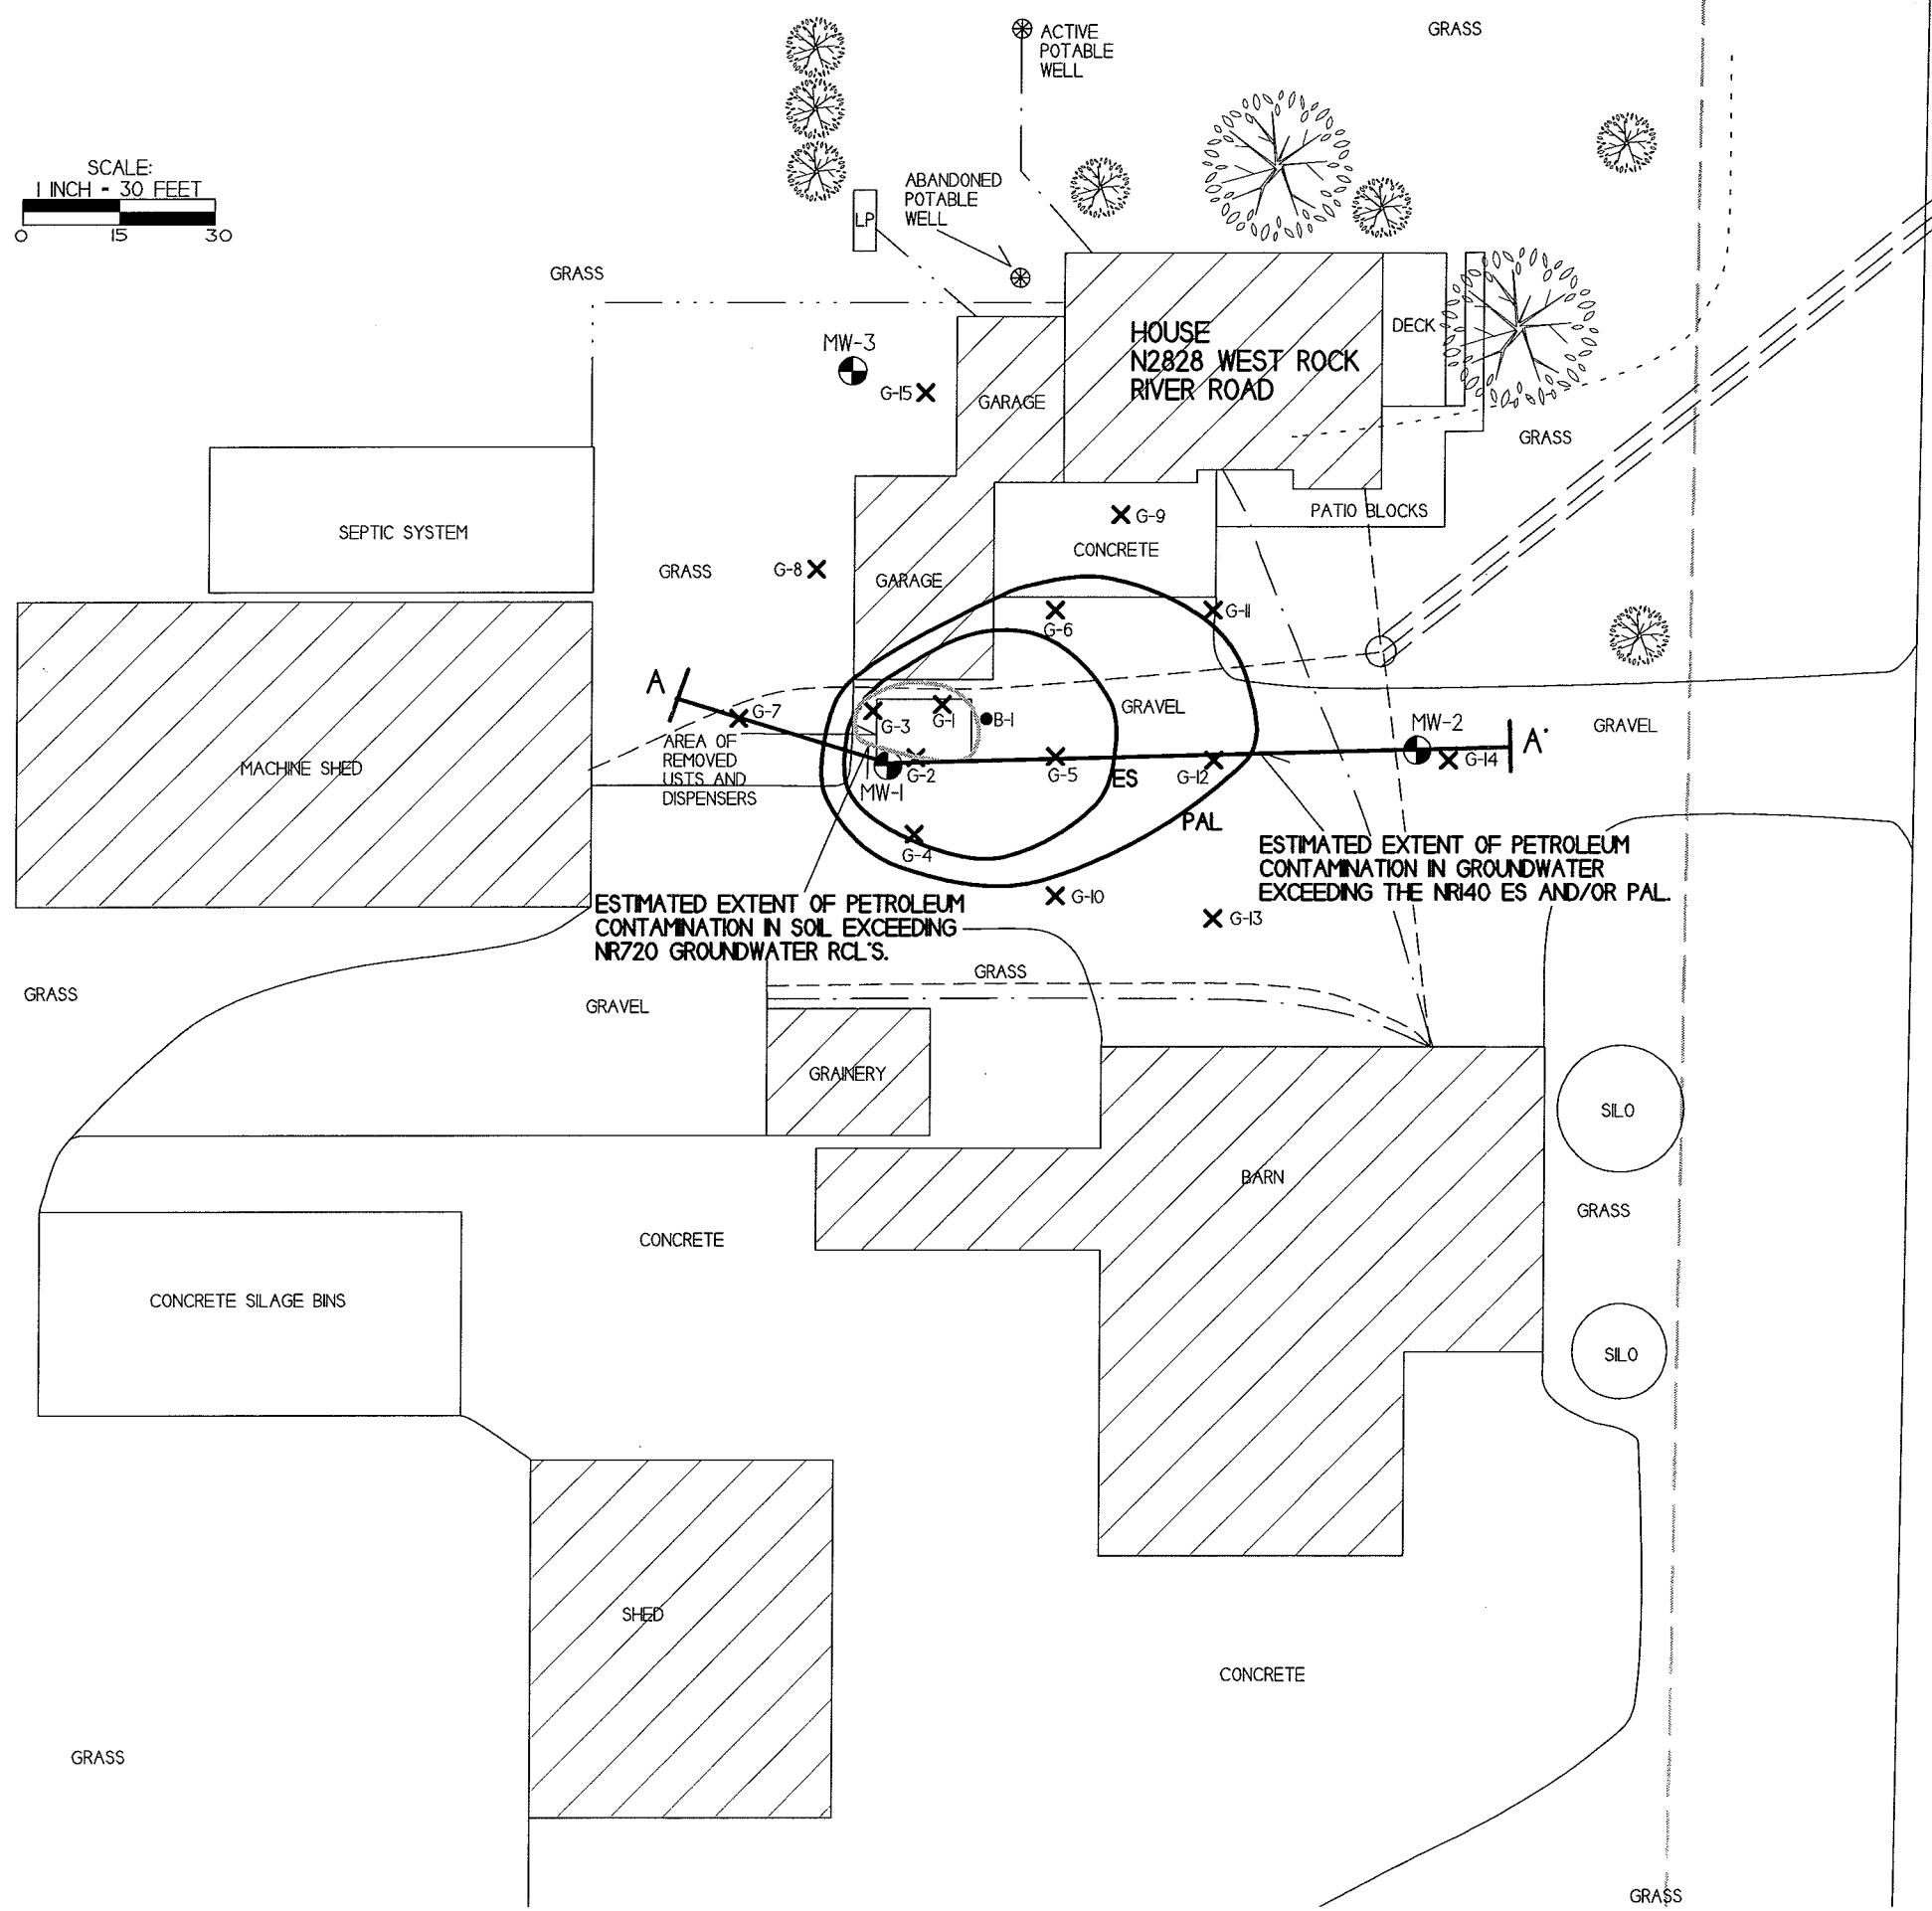 GRASS
ACTIVE
POTABLE
WELL
SCALE:
1 INCH = 30 FEET
0 15 30
ABANDONED
POTABLE
WELL
LP
GRASS
HOUSE
N2828 WEST ROCK
RIVER ROAD
DECK
MW-3
G-15
GARAGE
GRASS
SEPTIC SYSTEM
G-9
PATIO BLOCKS
CONCRETE
GRASS
G-8
GARAGE
G-6
G-11
A
G-7
G-3
G-1
B-1
GRAVEL
MW-2
GRAVEL
A'
AREA OF
REMOVED
USTS AND
DISPENSERS
MACHINE SHED
MW-1
G-2
G-5
ES
G-12
G-14
PAL
G-4
ESTIMATED EXTENT OF PETROLEUM
CONTAMINATION IN GROUNDWATER
EXCEEDING THE NR140 ES AND/OR PAL.
G-10
G-13
ESTIMATED EXTENT OF PETROLEUM
CONTAMINATION IN SOIL EXCEEDING
NR720 GROUNDWATER RCL'S.
GRASS
GRASS
GRAVEL
GRAINERY
SILO
BARN
GRASS
CONCRETE
CONCRETE SILAGE BINS
SILO
SHED
CONCRETE
GRASS
GRASS